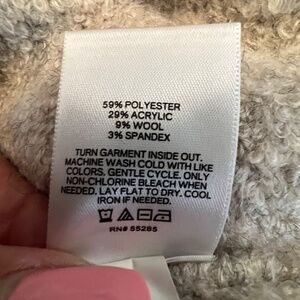 59% POLYESTER
29% ACRYLIC
9% WOOL
3% SPANDEX
TURN GARMENT INSIDE OUT.
MACHINE WASH COLD WITH LIKE
COLORS. GENTLE CYCLE. ONLY
NON-CHLORINE BLEACH WHEN
NEEDED. LAY FLAT TO DRY. COOL
IRON IF NEEDED.
RN# 55285